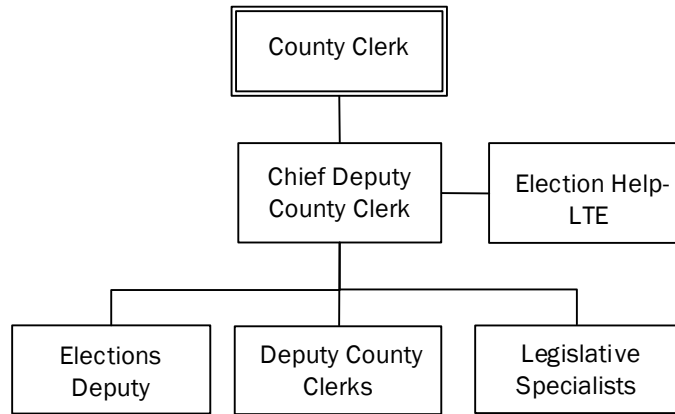 County Clerk
Chief Deputy
County Clerk
Election Help-
LTE
Elections
Deputy
Deputy County
Clerks
Legislative
Specialists